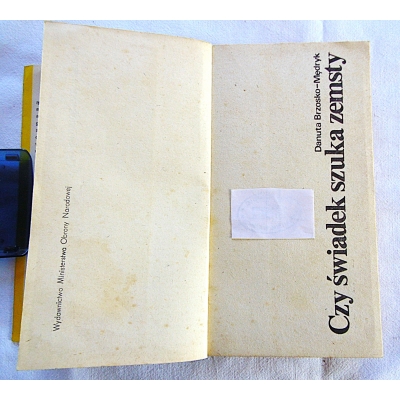 Wydawnictwo Ministerstwa Obrony Narodowej
Danuta Brzosko-Mędryk
Czy świadek szuka zemsty